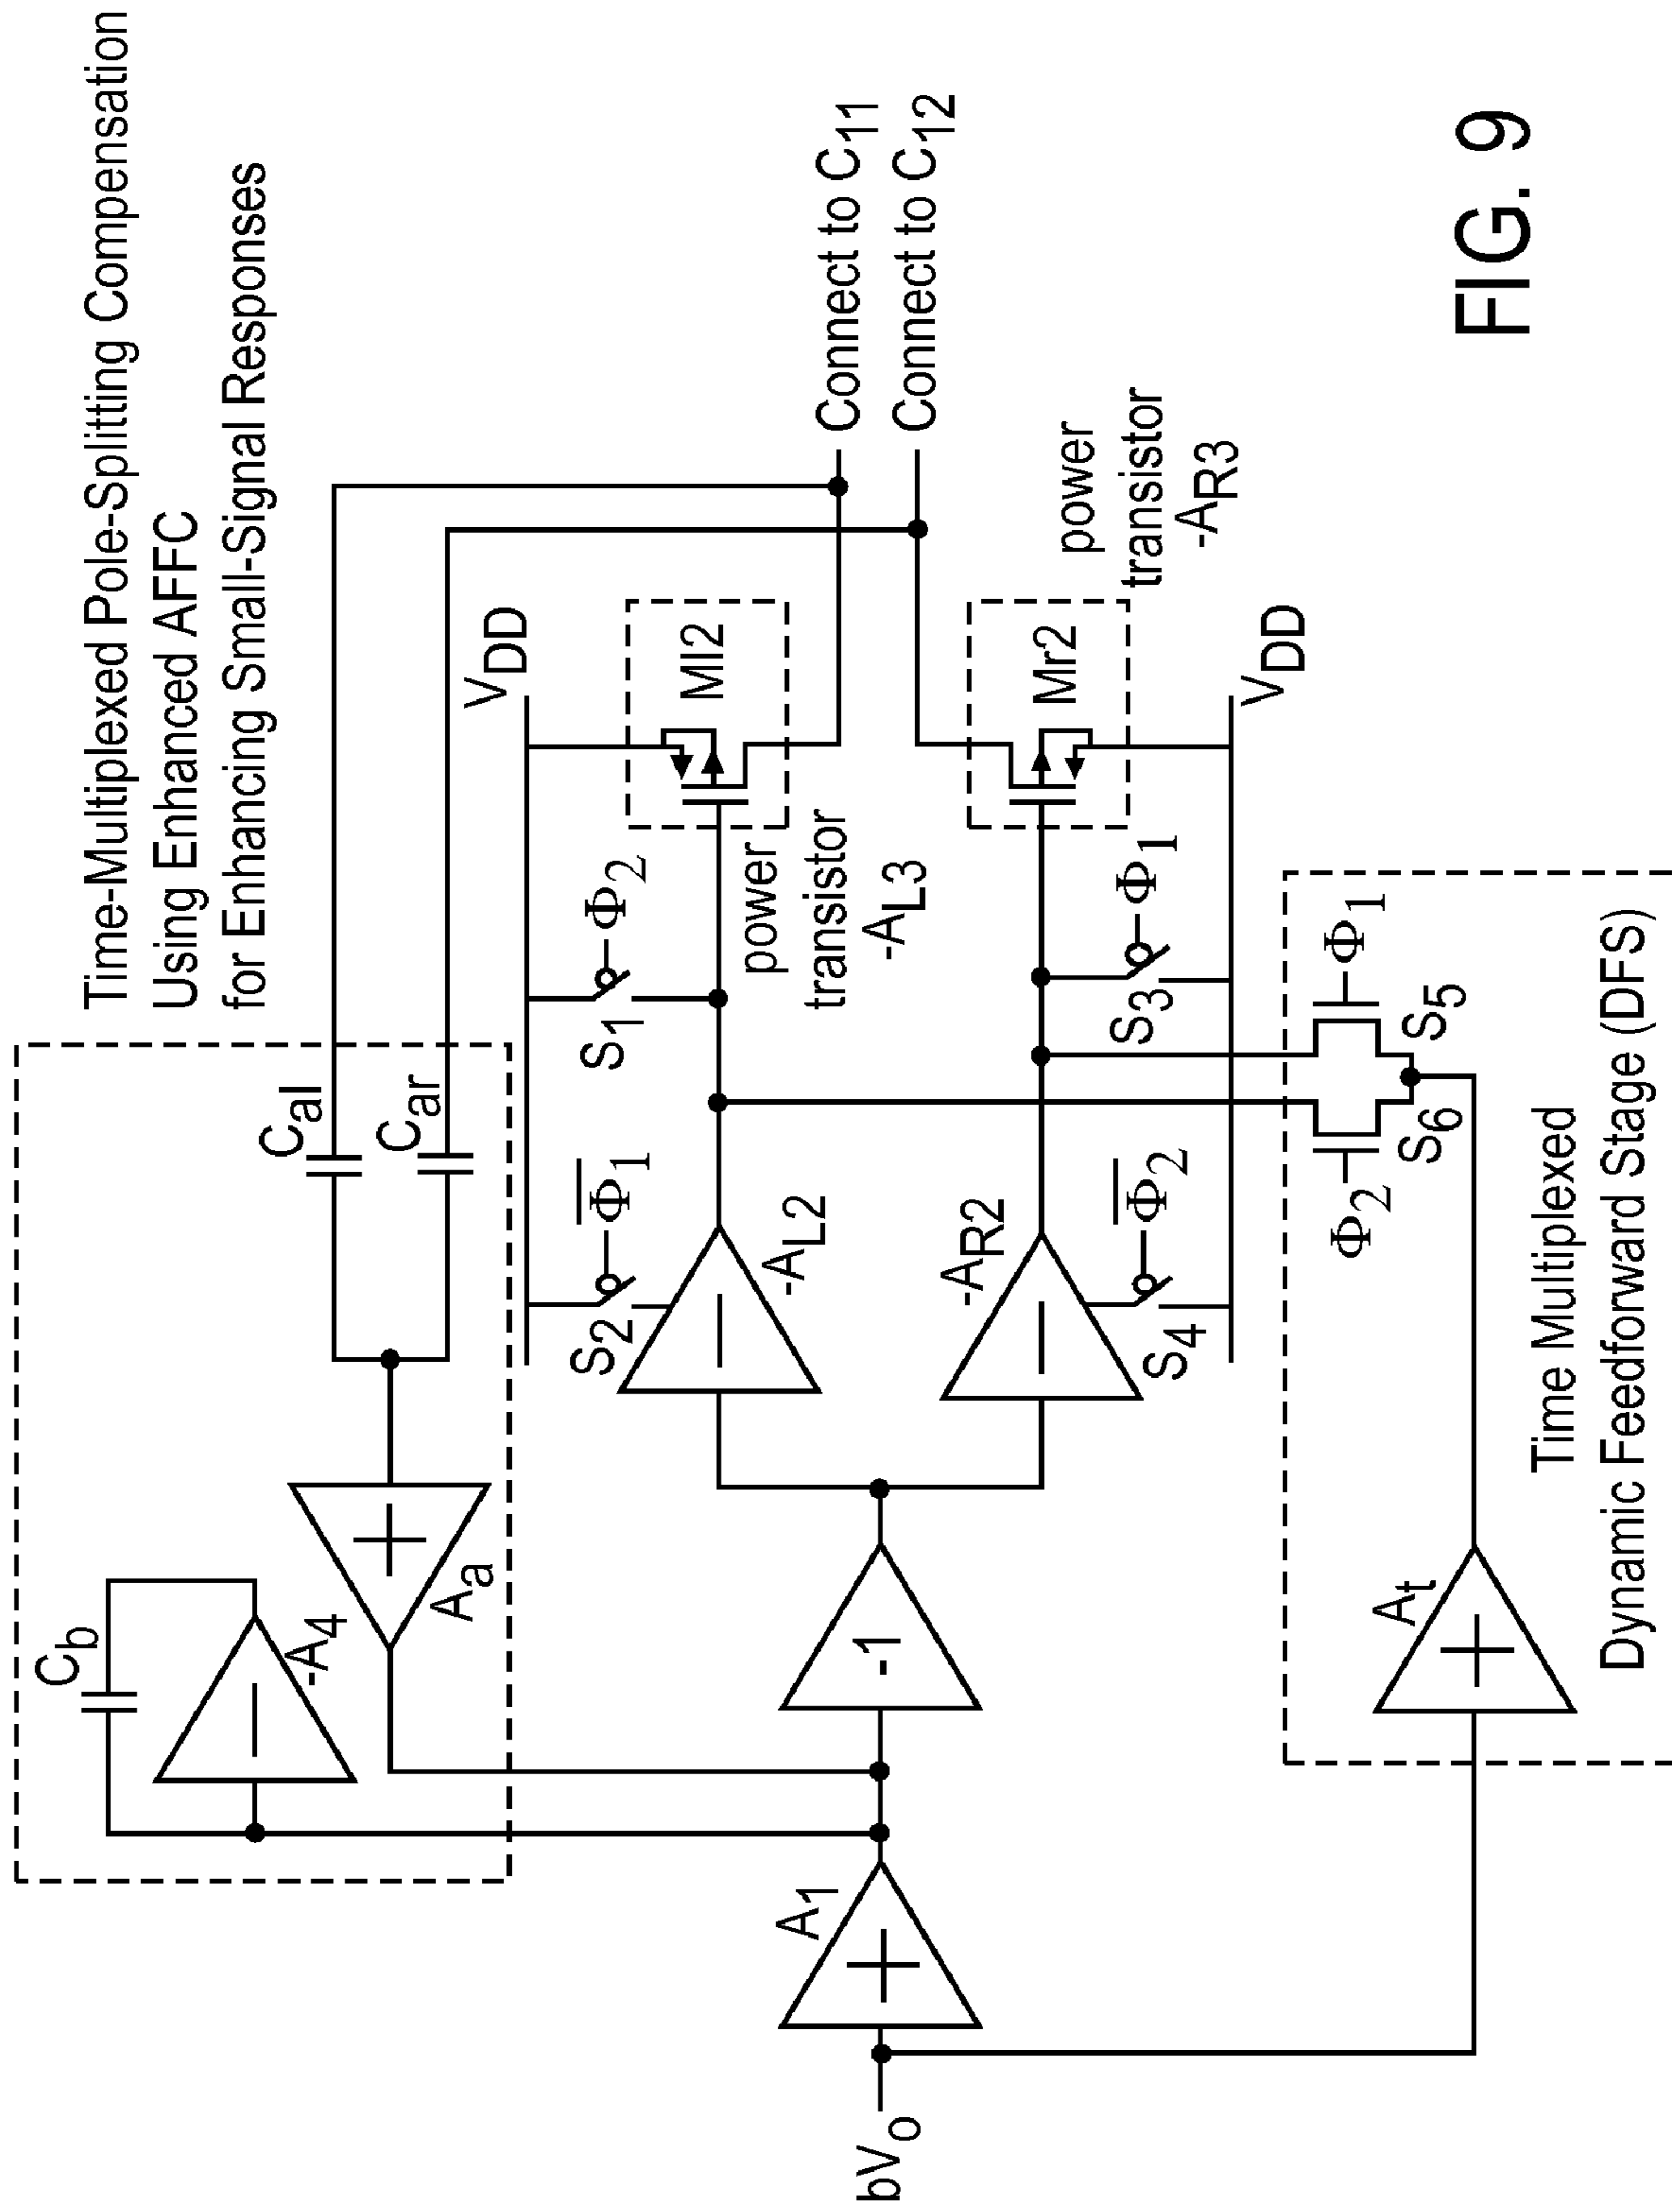 Time-Multiplexed Pole-Splitting Compensation
Using Enhanced AFFC
for Enhancing Small-Signal Responses
Cb
-A4
Aa
Cal
Car
VDD
S2
Φ̅1
S1
Φ2
Ml2
power
transistor
-AL3
Connect to C11
Connect to C12
bVo
A1
-1
-AL2
-AR2
S4
Φ̅2
S3
Φ1
Mr2
power
transistor
-AR3
VDD
At
Φ2
S6
S5
Φ1
Time Multiplexed
Dynamic Feedforward Stage (DFS)
FIG. 9